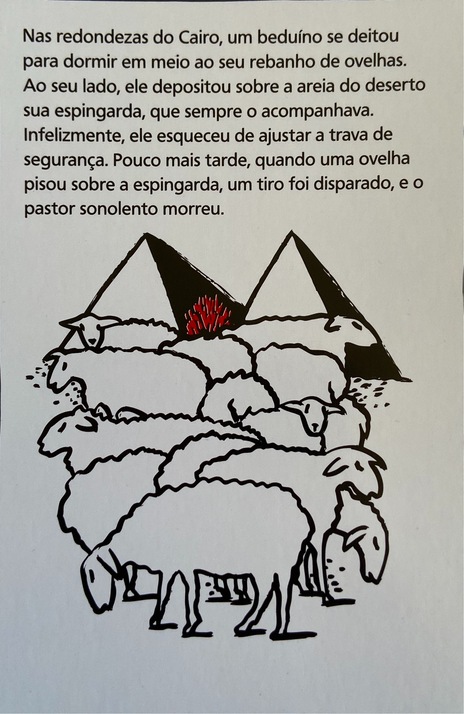 Nas redondezas do Cairo, um beduíno se deitou
para dormir em meio ao seu rebanho de ovelhas.
Ao seu lado, ele depositou sobre a areia do deserto
sua espingarda, que sempre o acompanhava.
Infelizmente, ele esqueceu de ajustar a trava de
segurança. Pouco mais tarde, quando uma ovelha
pisou sobre a espingarda, um tiro foi disparado, e o
pastor sonolento morreu.